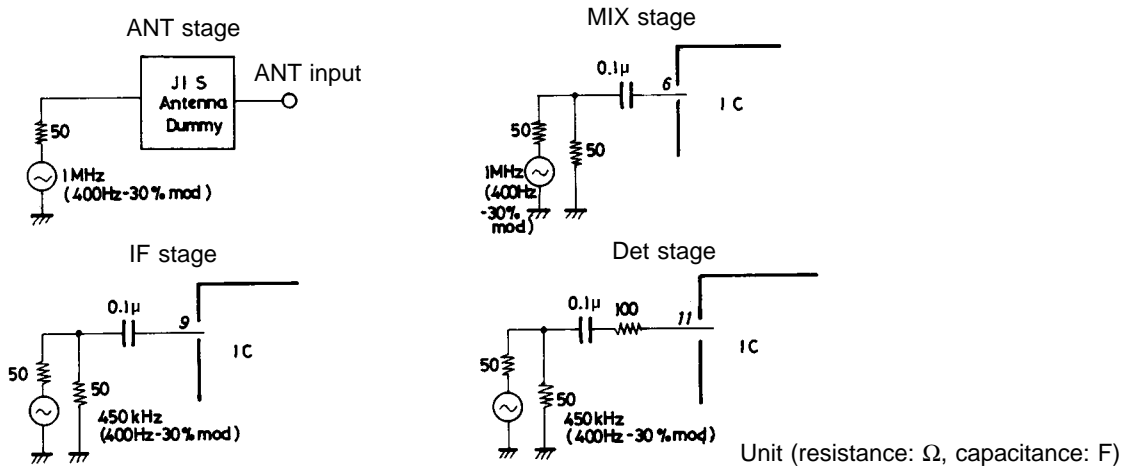 ANT stage
JIS
Antenna
Dummy
ANT input
50
1MHz
(400Hz-30% mod)
MIX stage
0.1μ
6
IC
50
50
1MHz
(400Hz
-30%
mod)
IF stage
0.1μ
9
IC
50
50
450kHz
(400Hz-30%mod)
Det stage
0.1μ
100
11
IC
50
50
450kHz
(400Hz-30%mod)
Unit (resistance: Ω, capacitance: F)